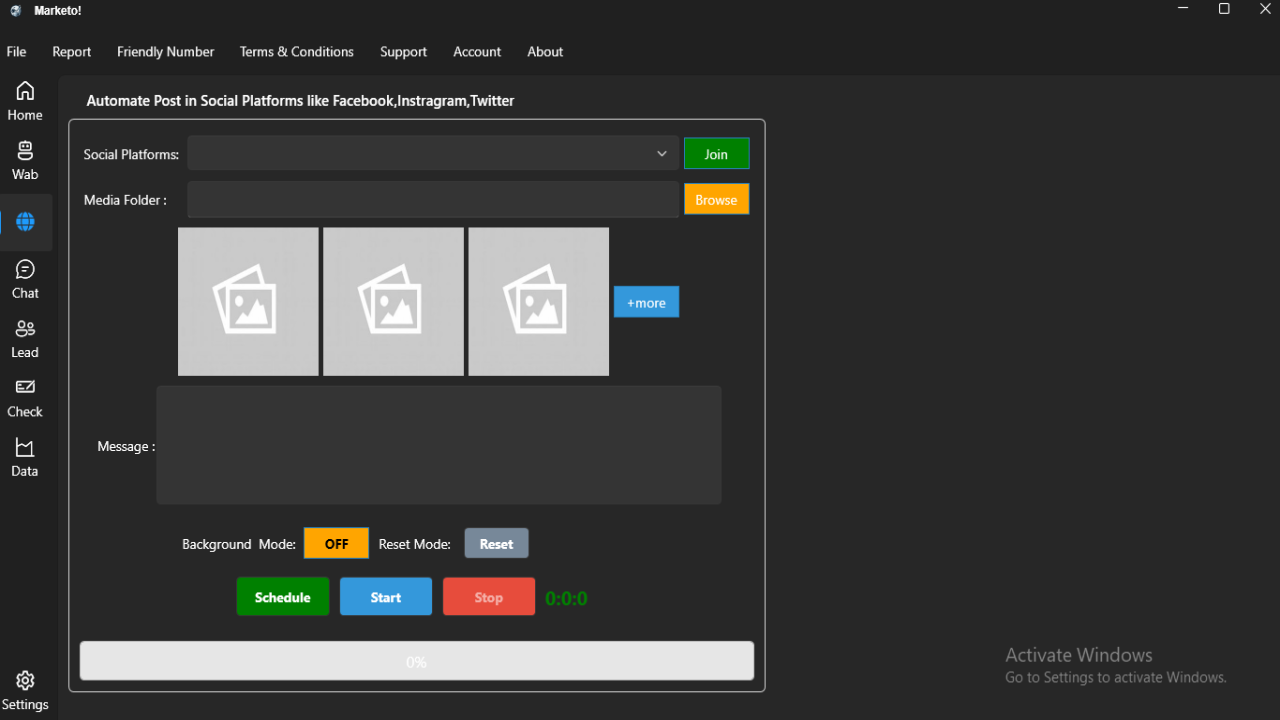 Marketo!
File Report Friendly Number Terms & Conditions Support Account About
Home
Wab
Chat
Lead
Check
Data
Settings
Automate Post in Social Platforms like Facebook,Instragram,Twitter
Social Platforms: Join
Media Folder : Browse
+more
Message :
Background Mode: OFF Reset Mode: Reset
Schedule Start Stop 0:0:0
0%
Activate Windows
Go to Settings to activate Windows.